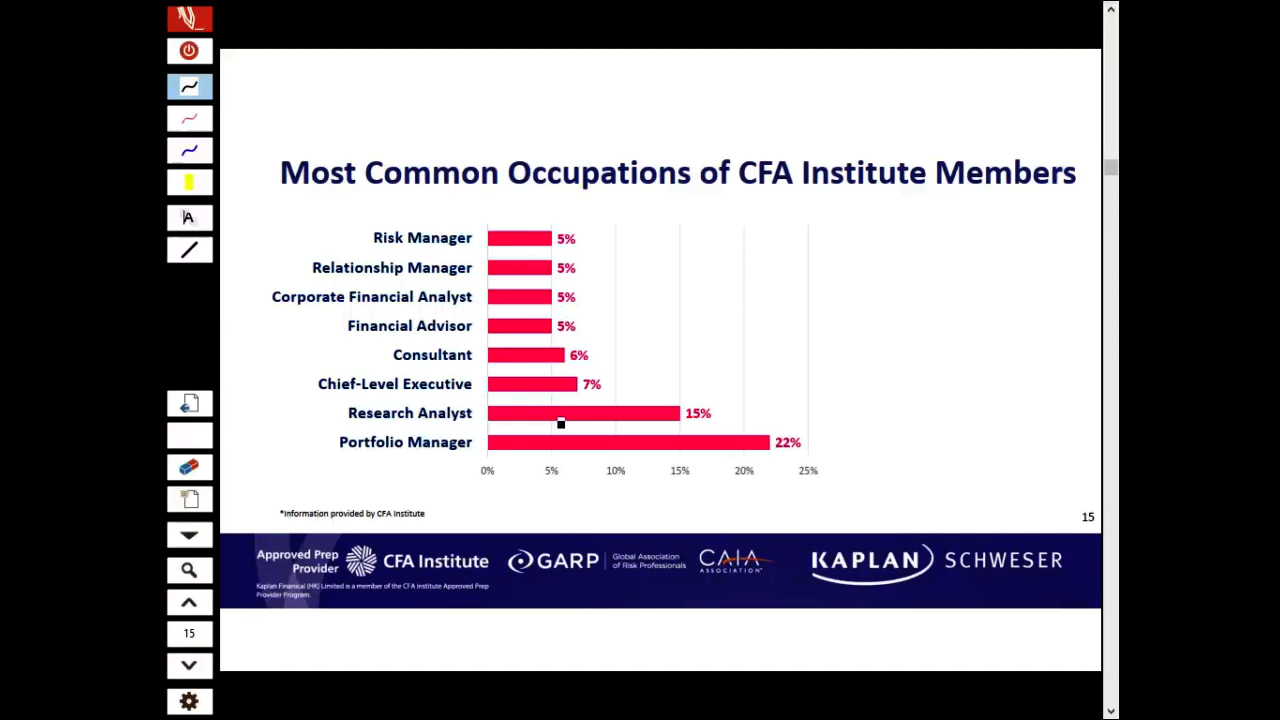 A
Most Common Occupations of CFA Institute Members
Risk Manager 5%
Relationship Manager 5%
Corporate Financial Analyst 5%
Financial Advisor 5%
Consultant 6%
Chief-Level Executive 7%
Research Analyst 15%
Portfolio Manager 22%
0% 5% 10% 15% 20% 25%
*Information provided by CFA Institute
15
Approved Prep
Provider
CFA Institute
Kaplan Finanical (HK) Limited is a member of the CFA Institute Approved Prep
Provider Program.
GARP
Global Association
of Risk Professionals
CAIA
ASSOCIATION
KAPLAN SCHWESER
15